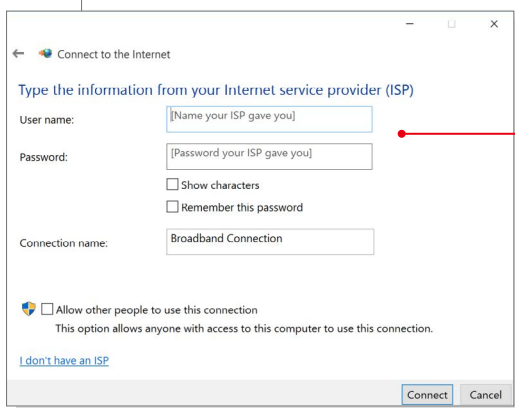 Connect to the Internet
Type the information from your Internet service provider (ISP)
User name:
[Name your ISP gave you]
Password:
[Password your ISP gave you]
Show characters
Remember this password
Connection name:
Broadband Connection
Allow other people to use this connection
This option allows anyone with access to this computer to use this connection.
I don't have an ISP
Connect Cancel